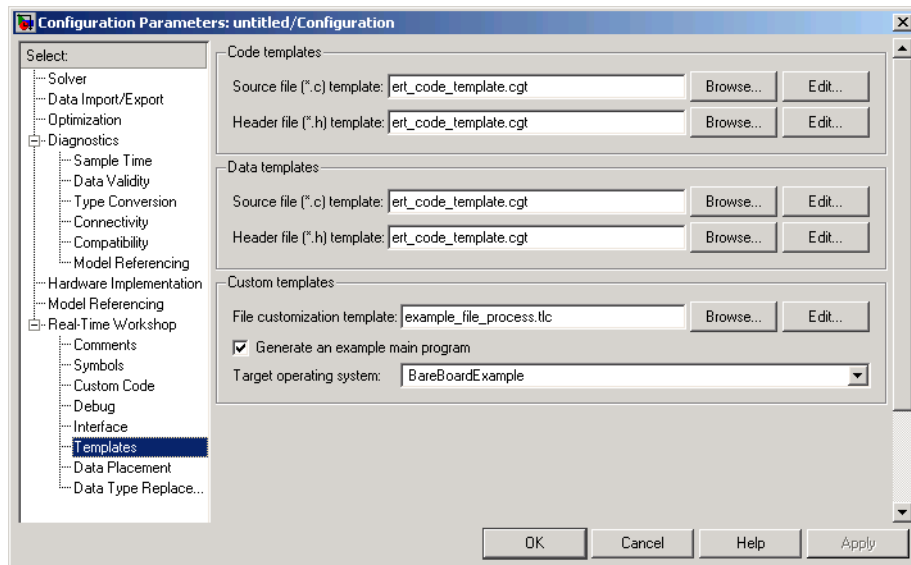 Configuration Parameters: untitled/Configuration
Select:
Solver
Data Import/Export
Optimization
Diagnostics
Sample Time
Data Validity
Type Conversion
Connectivity
Compatibility
Model Referencing
Hardware Implementation
Model Referencing
Real-Time Workshop
Comments
Symbols
Custom Code
Debug
Interface
Templates
Data Placement
Data Type Replace...
Code templates
Source file (*.c) template: ert_code_template.cgt Browse... Edit...
Header file (*.h) template: ert_code_template.cgt Browse... Edit...
Data templates
Source file (*.c) template: ert_code_template.cgt Browse... Edit...
Header file (*.h) template: ert_code_template.cgt Browse... Edit...
Custom templates
File customization template: example_file_process.tlc Browse... Edit...
Generate an example main program
Target operating system: BareBoardExample
OK Cancel Help Apply